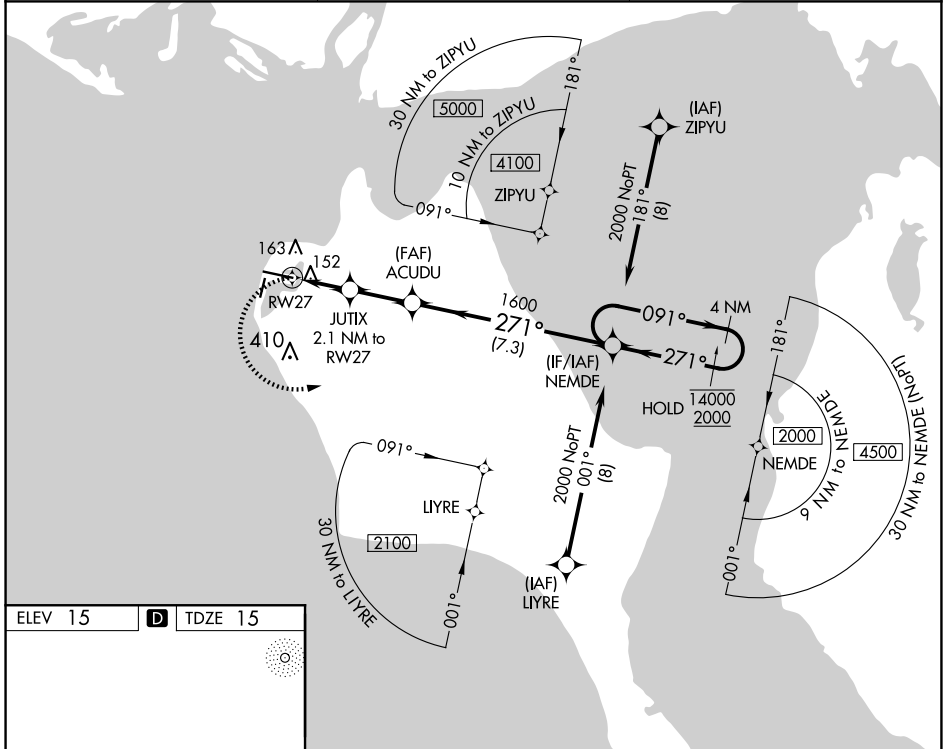 30 NM to ZIPYU
5000
181°
10 NM to ZIPYU
4100
ZIPYU
091°
(IAF)
ZIPYU
2000 NoPT
181°
(8)
163
152
RW27
(FAF)
ACUDU
JUTIX
2.1 NM to
RW27
410
1600
271°
(7.3)
(IF/IAF)
NEMDE
091°
4 NM
271°
HOLD
14000
2000
181°
2000
9 NM to NEMDE
4500
NEMDE
30 NM to NEMDE (NoPT)
001°
091°
LIYRE
2100
30 NM to LIYRE
001°
2000 NoPT
001°
(8)
(IAF)
LIYRE
ELEV 15
D
TDZE 15